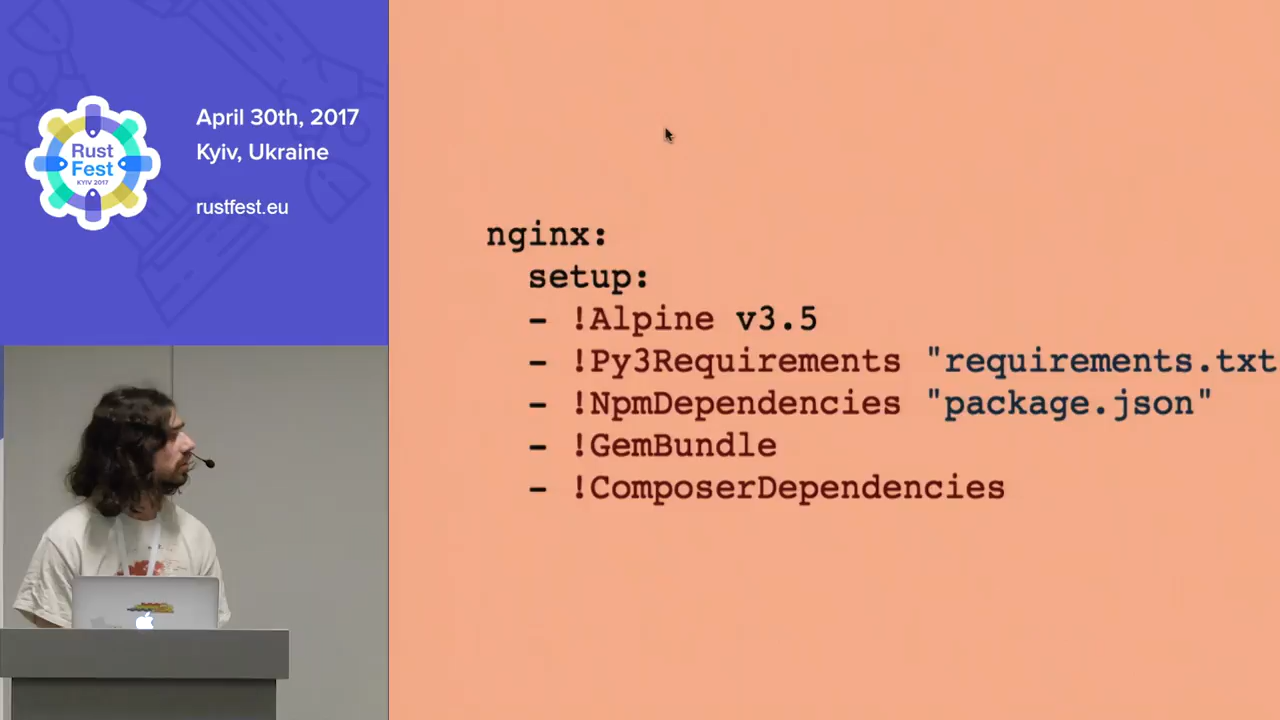 April 30th, 2017
Kyiv, Ukraine
rustfest.eu
Rust
Fest
KYIV 2017
nginx:
setup:
- !Alpine v3.5
- !Py3Requirements "requirements.txt
- !NpmDependencies "package.json"
- !GemBundle
- !ComposerDependencies